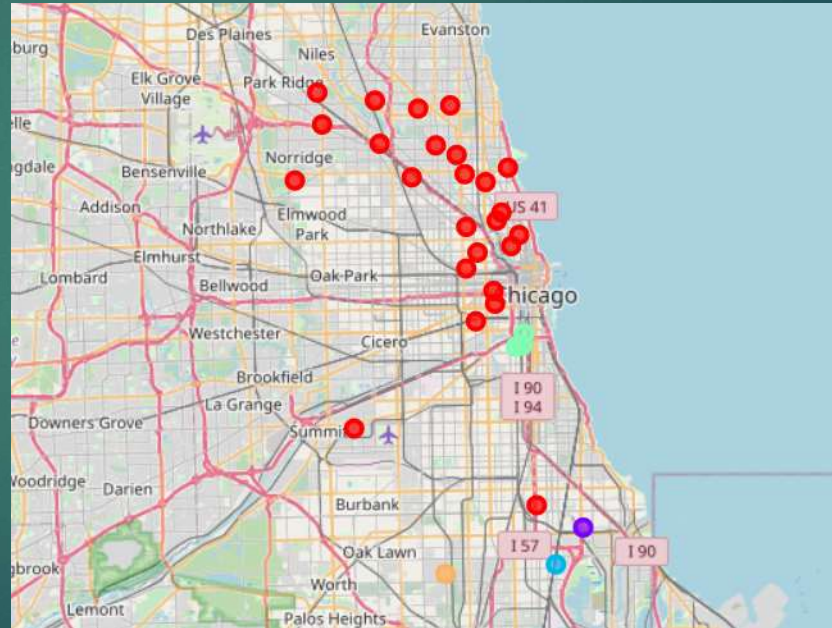 Des Plaines
Evanston
burg
Niles
Elk Grove
Village
Park Ridge
elle
Norridge
ngdale
Bensenville
Addison
Elmwood
Park
US 41
Northlake
Elmhurst
Oak Park
Lombard
Bellwood
Chicago
Westchester
Cicero
Brookfield
La Grange
I 90
I 94
Downers Grove
Summit
Woodridge
Darien
Burbank
Oak Lawn
I 57
I 90
gbrook
Worth
Lemont
Palos Heights